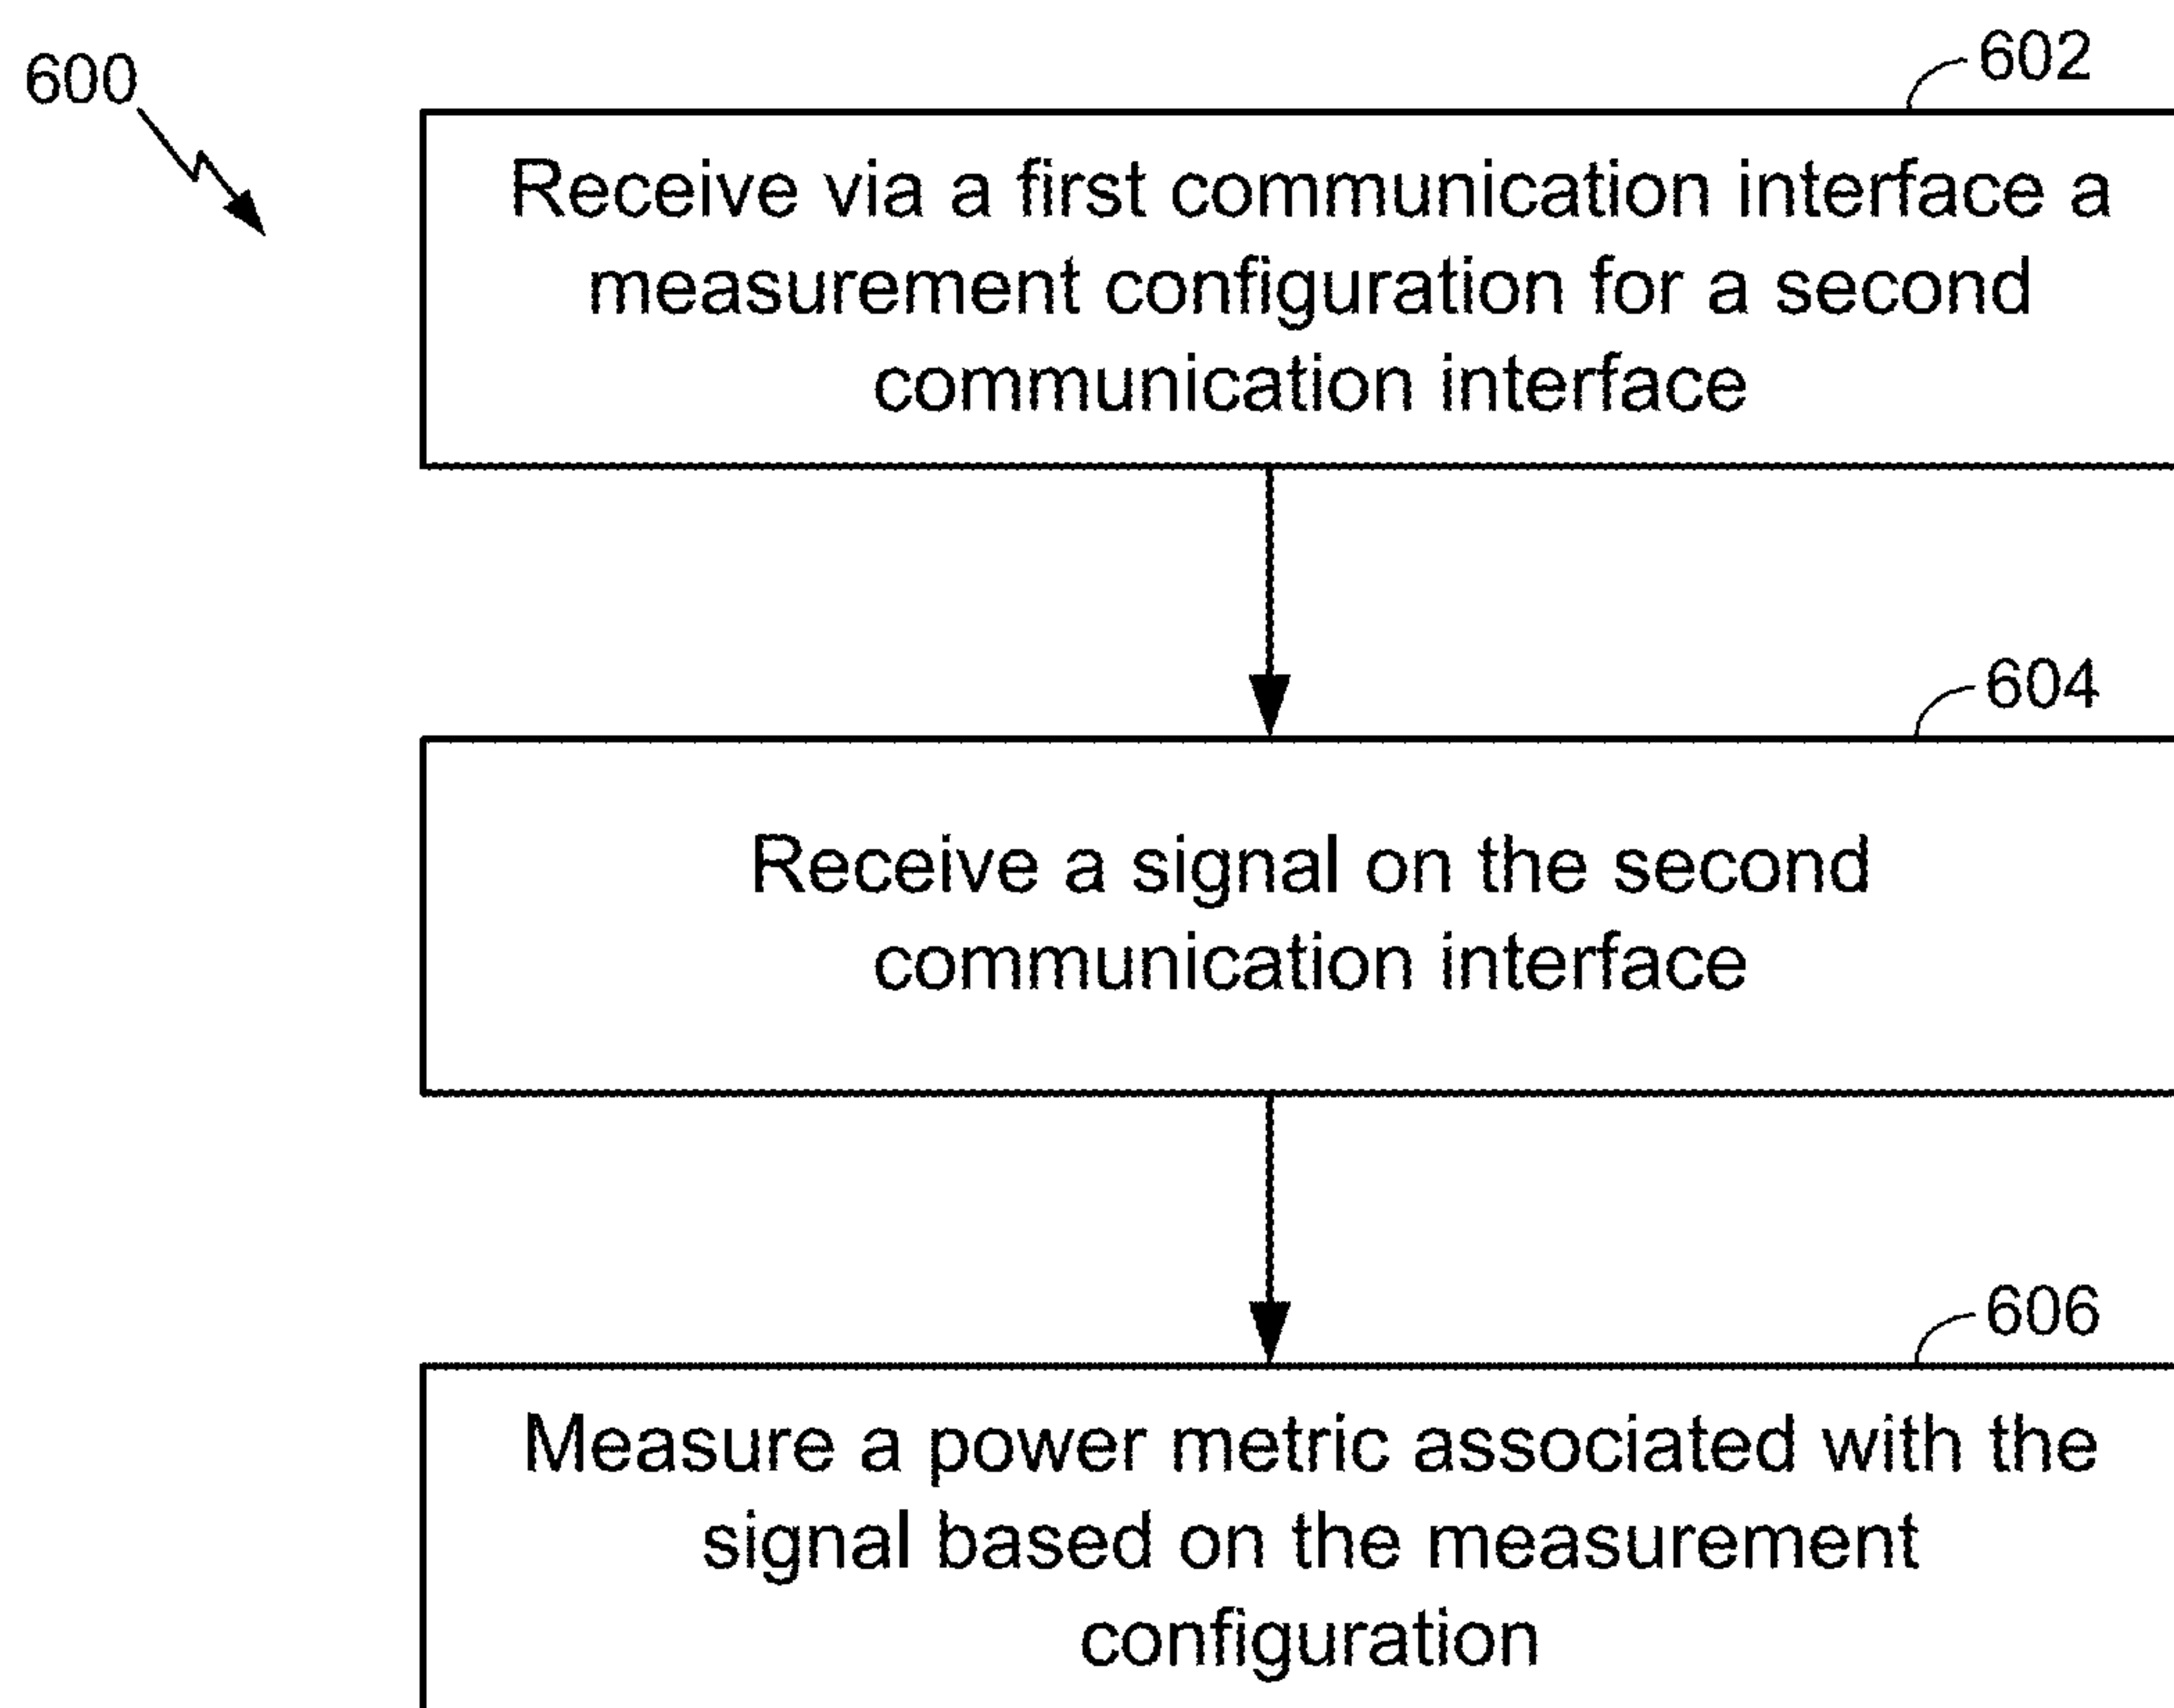 600
602
Receive via a first communication interface a
measurement configuration for a second
communication interface
604
Receive a signal on the second
communication interface
606
Measure a power metric associated with the
signal based on the measurement
configuration